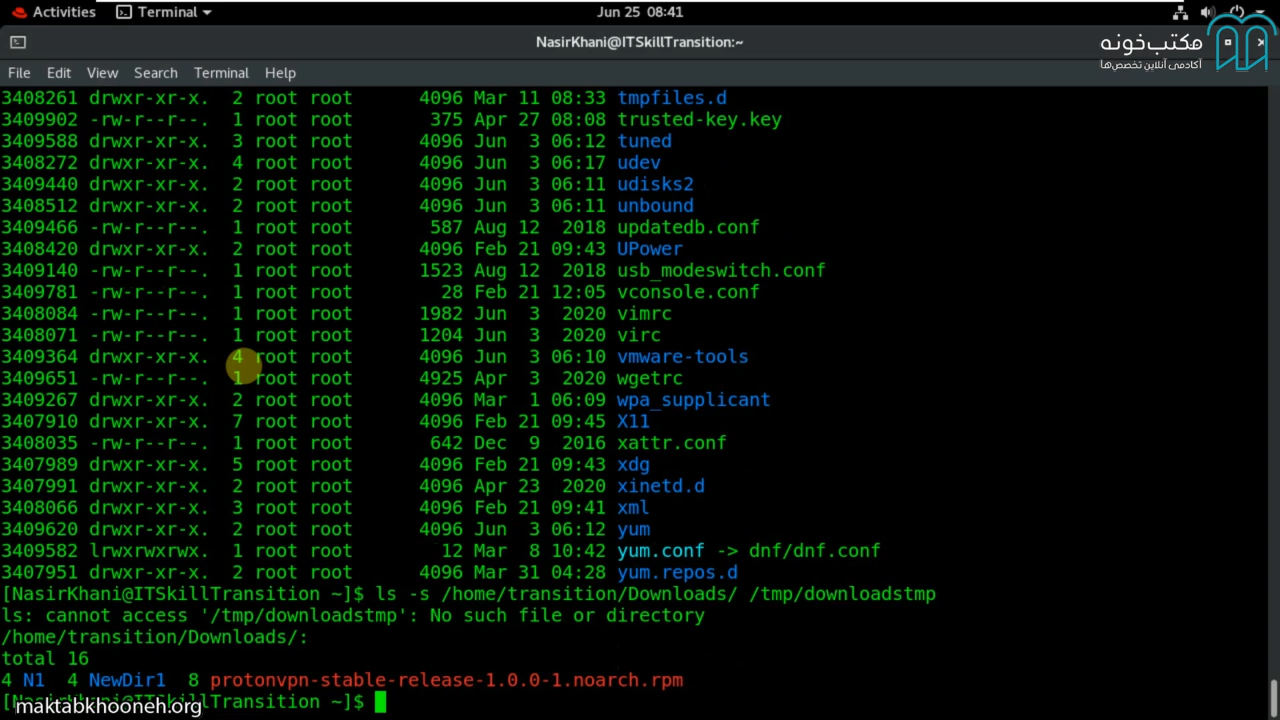 Activities Terminal Jun 25 08:41
NasirKhani@ITSkillTransition:~
مکتب‌خونه
آکادمی آنلاین تخصص‌ها
File Edit View Search Terminal Help
3408261 drwxr-xr-x. 2 root root 4096 Mar 11 08:33 tmpfiles.d
3409902 -rw-r--r--. 1 root root 375 Apr 27 08:08 trusted-key.key
3409588 drwxr-xr-x. 3 root root 4096 Jun 3 06:12 tuned
3408272 drwxr-xr-x. 4 root root 4096 Jun 3 06:17 udev
3409440 drwxr-xr-x. 2 root root 4096 Jun 3 06:11 udisks2
3408512 drwxr-xr-x. 2 root root 4096 Jun 3 06:11 unbound
3409466 -rw-r--r--. 1 root root 587 Aug 12 2018 updatedb.conf
3408420 drwxr-xr-x. 2 root root 4096 Feb 21 09:43 UPower
3409140 -rw-r--r--. 1 root root 1523 Aug 12 2018 usb_modeswitch.conf
3409781 -rw-r--r--. 1 root root 28 Feb 21 12:05 vconsole.conf
3408084 -rw-r--r--. 1 root root 1982 Jun 3 2020 vimrc
3408071 -rw-r--r--. 1 root root 1204 Jun 3 2020 virc
3409364 drwxr-xr-x. 4 root root 4096 Jun 3 06:10 vmware-tools
3409651 -rw-r--r--. 1 root root 4925 Apr 3 2020 wgetrc
3409267 drwxr-xr-x. 2 root root 4096 Mar 1 06:09 wpa_supplicant
3407910 drwxr-xr-x. 7 root root 4096 Feb 21 09:45 X11
3408035 -rw-r--r--. 1 root root 642 Dec 9 2016 xattr.conf
3407989 drwxr-xr-x. 5 root root 4096 Feb 21 09:43 xdg
3407991 drwxr-xr-x. 2 root root 4096 Apr 23 2020 xinetd.d
3408066 drwxr-xr-x. 3 root root 4096 Feb 21 09:41 xml
3409620 drwxr-xr-x. 2 root root 4096 Jun 3 06:12 yum
3409582 lrwxrwxrwx. 1 root root 12 Mar 8 10:42 yum.conf -> dnf/dnf.conf
3407951 drwxr-xr-x. 2 root root 4096 Mar 31 04:28 yum.repos.d
[NasirKhani@ITSkillTransition ~]$ ls -s /home/transition/Downloads/ /tmp/downloadstmp
ls: cannot access '/tmp/downloadstmp': No such file or directory
/home/transition/Downloads/:
total 16
4 N1 4 NewDir1 8 protonvpn-stable-release-1.0.0-1.noarch.rpm
[NasirKhani@ITSkillTransition ~]$
maktabkhooneh.org